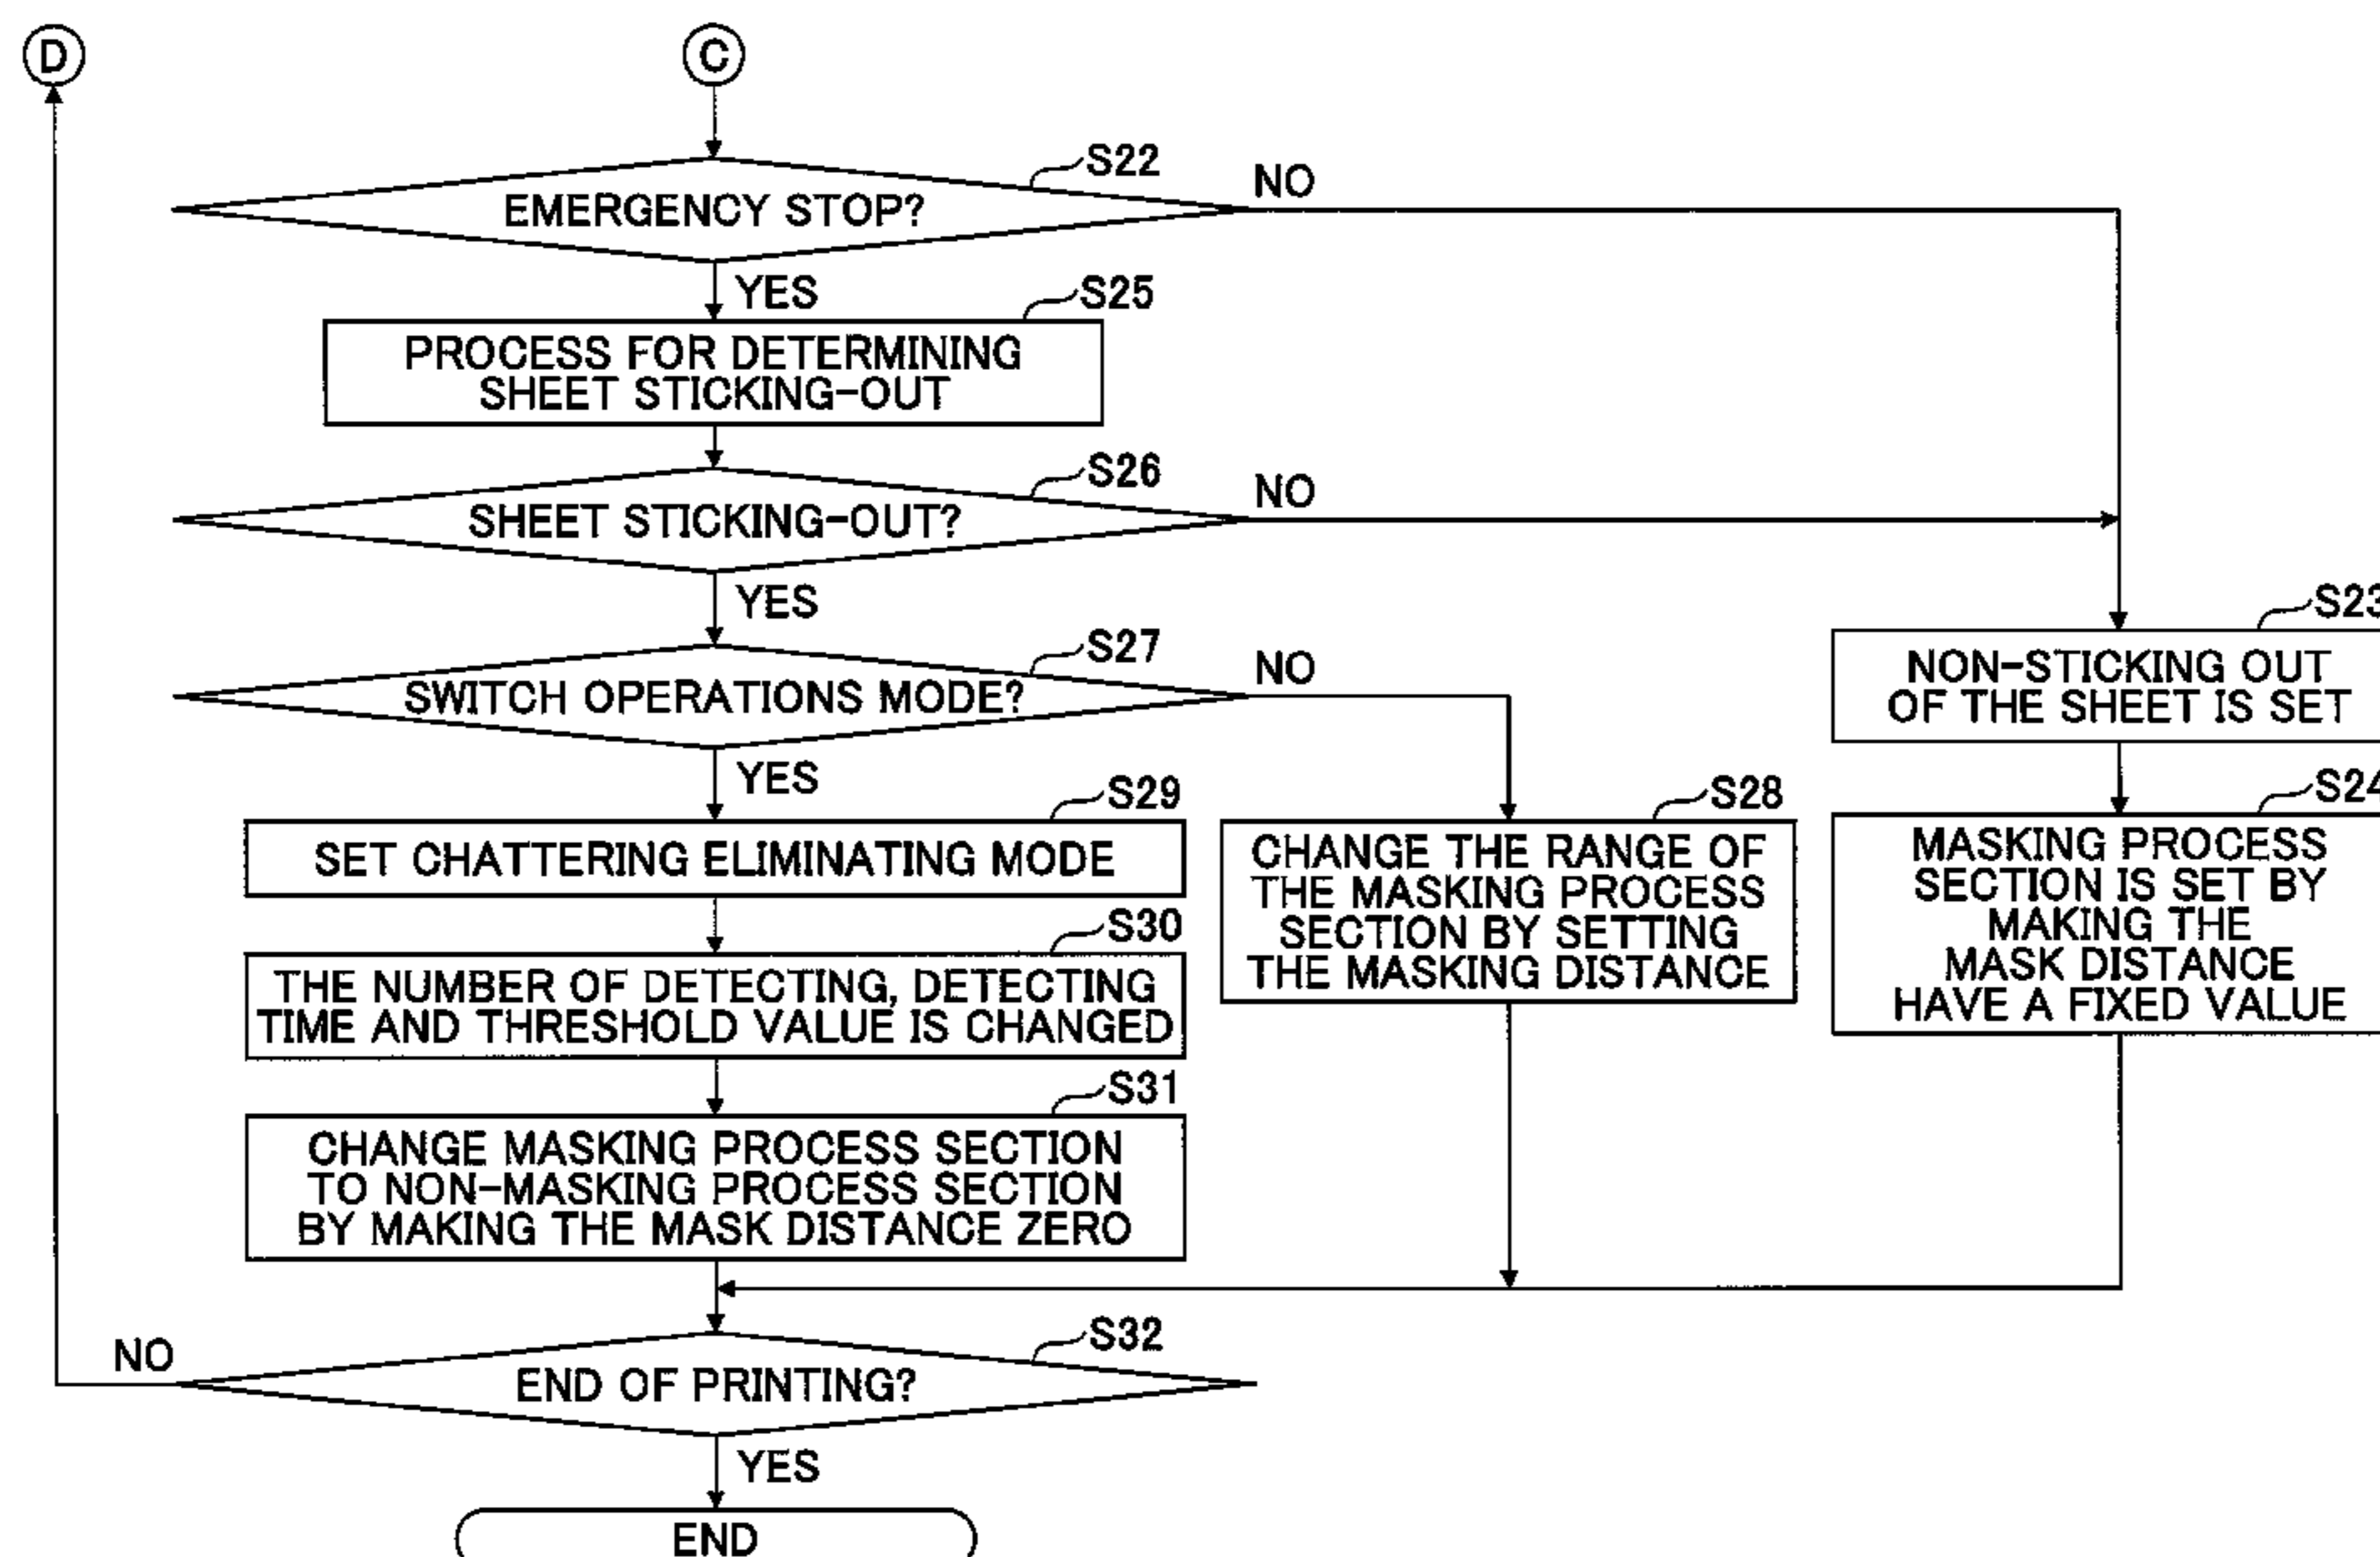 D
C
S22
EMERGENCY STOP?
NO
YES
S25
PROCESS FOR DETERMINING
SHEET STICKING-OUT
S26
SHEET STICKING-OUT?
NO
YES
S27
SWITCH OPERATIONS MODE?
NO
YES
S23
NON-STICKING OUT
OF THE SHEET IS SET
S24
MASKING PROCESS
SECTION IS SET BY
MAKING THE
MASK DISTANCE
HAVE A FIXED VALUE
S28
CHANGE THE RANGE OF
THE MASKING PROCESS
SECTION BY SETTING
THE MASKING DISTANCE
S29
SET CHATTERING ELIMINATING MODE
S30
THE NUMBER OF DETECTING, DETECTING
TIME AND THRESHOLD VALUE IS CHANGED
S31
CHANGE MASKING PROCESS SECTION
TO NON-MASKING PROCESS SECTION
BY MAKING THE MASK DISTANCE ZERO
S32
END OF PRINTING?
NO
YES
END